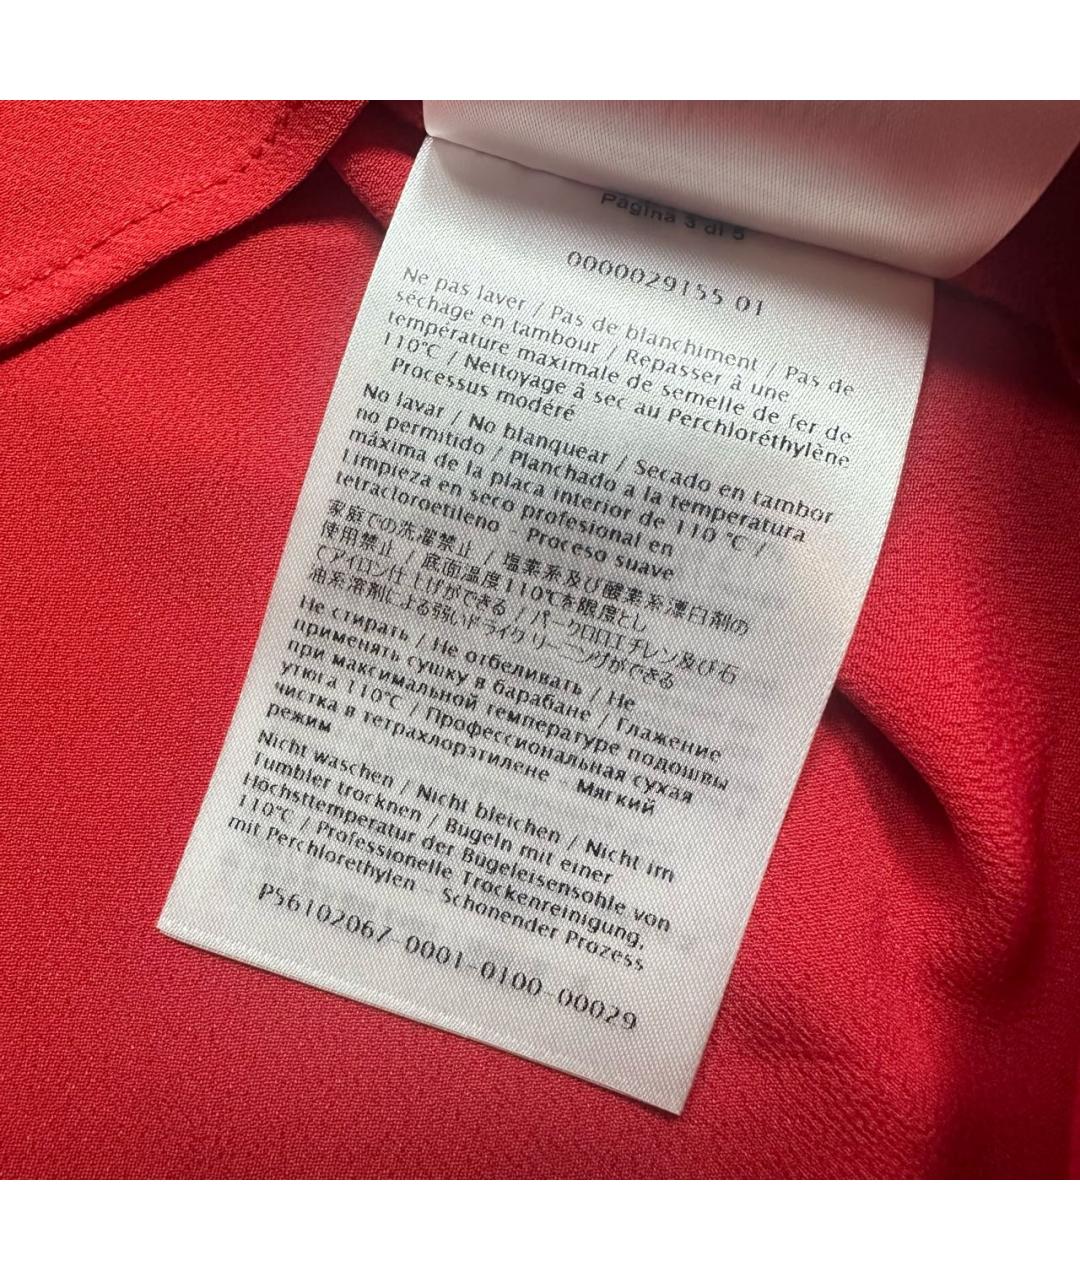 Pagina 3 di 5
0000029155 01
Ne pas laver / Pas de blanchiment / Pas de
séchage en tambour / Repasser à une
température maximale de semelle de fer de
110°C / Nettoyage à sec au Perchloréthylène
Processus modéré
No lavar / No blanquear / Secado en tambor
no permitido / Planchado a la temperatura
máxima de la placa interior de 110 °C /
Limpieza en seco profesional en
tetracloroetileno Proceso suave
家庭での洗濯禁止 / 塩素系及び酸素系漂白剤の
使用禁止 / 底面温度110℃を限度とし
てアイロン仕上げができる / パークロロエチレン及び石
油系溶剤による弱いドライクリーニングができる
Не стирать / Не отбеливать / Не
применять сушку в барабане / Глажение
при максимальной температуре подошвы
утюга 110°C / Профессиональная сухая
чистка в тетрахлорэтилене - Мягкий
режим
Nicht waschen / Nicht bleichen / Nicht im
Tumbler trocknen / Bügeln mit einer
Höchsttemperatur der Bügeleisensohle von
110°C / Professionelle Trockenreinigung,
mit Perchlorethylen - Schonender Prozess
P56102067-0001-0100-00029